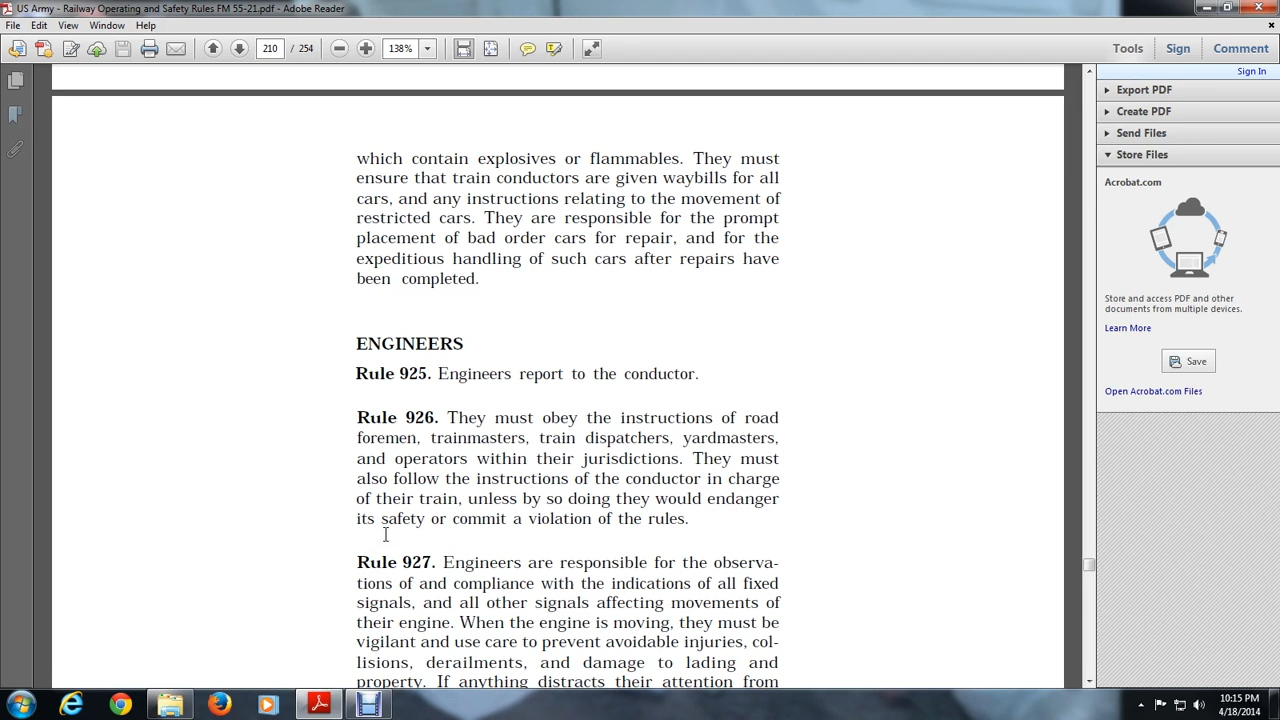 US Army - Railway Operating and Safety Rules FM 55-21.pdf - Adobe Reader
File Edit View Window Help
210 / 254 138% Tools Sign Comment
Sign In
Export PDF
Create PDF
Send Files
Store Files
Acrobat.com
Store and access PDF and other
documents from multiple devices.
Learn More
Save
Open Acrobat.com Files
which contain explosives or flammables. They must
ensure that train conductors are given waybills for all
cars, and any instructions relating to the movement of
restricted cars. They are responsible for the prompt
placement of bad order cars for repair, and for the
expeditious handling of such cars after repairs have
been completed.
ENGINEERS
Rule 925. Engineers report to the conductor.
Rule 926. They must obey the instructions of road
foremen, trainmasters, train dispatchers, yardmasters,
and operators within their jurisdictions. They must
also follow the instructions of the conductor in charge
of their train, unless by so doing they would endanger
its safety or commit a violation of the rules.
Rule 927. Engineers are responsible for the observa-
tions of and compliance with the indications of all fixed
signals, and all other signals affecting movements of
their engine. When the engine is moving, they must be
vigilant and use care to prevent avoidable injuries, col-
lisions, derailments, and damage to lading and
property. If anything distracts their attention from
10:15 PM
4/18/2014